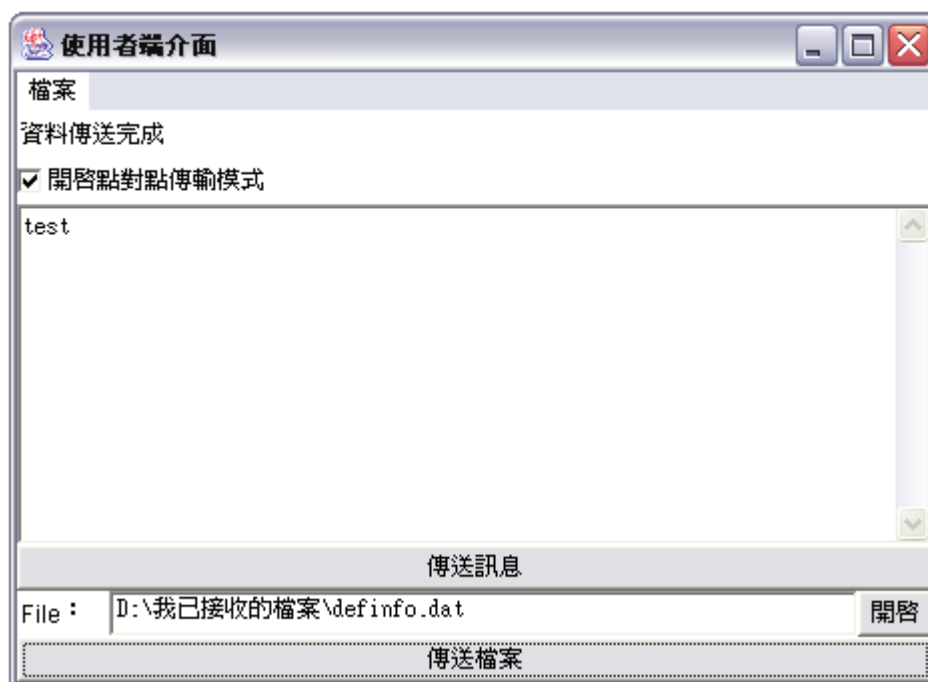 使用者端介面
檔案
資料傳送完成
開啓點對點傳輸模式
test
傳送訊息
File： D:\我已接收的檔案\definfo.dat 開啓
傳送檔案